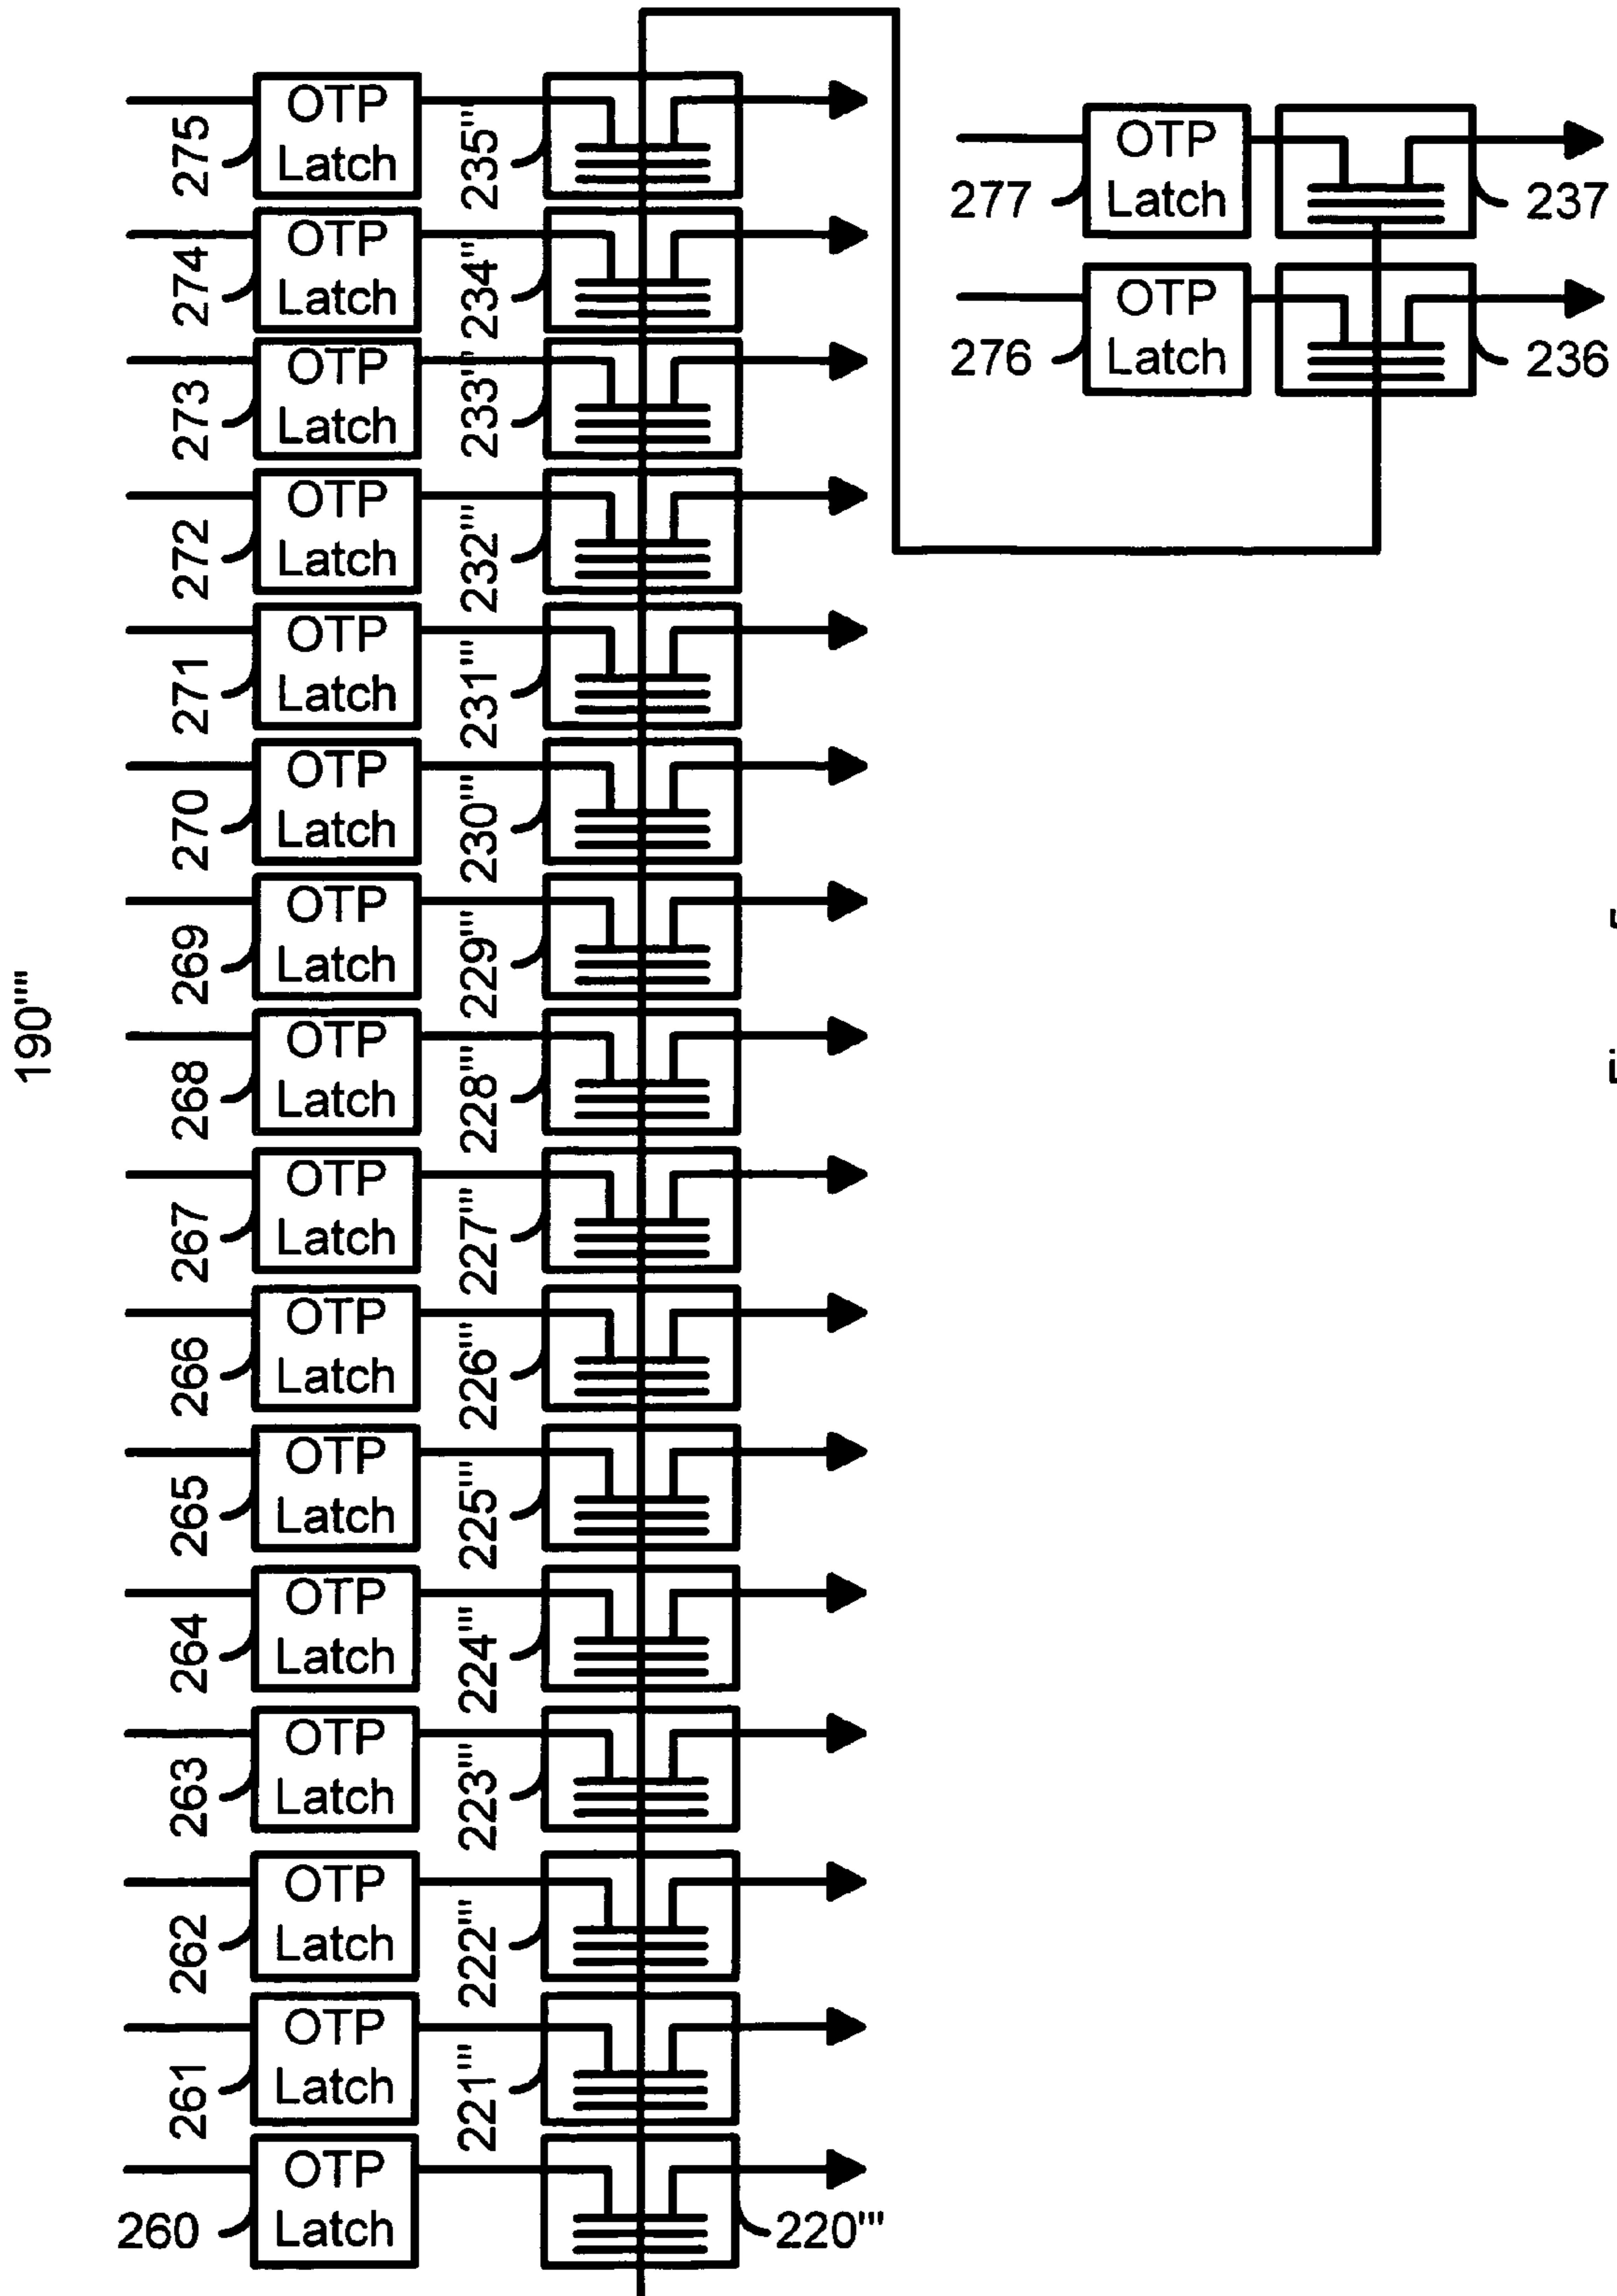 190""
OTP
Latch
275
235"
OTP
Latch
274
234"
OTP
Latch
273
233"
OTP
Latch
272
232'"
OTP
Latch
271
231'"
OTP
Latch
270
230'"
OTP
Latch
269
229'"
OTP
Latch
268
228'"
OTP
Latch
267
227'"
OTP
Latch
266
226'"
OTP
Latch
265
225'"
OTP
Latch
264
224'"
OTP
Latch
263
223'"
OTP
Latch
262
222'"
OTP
Latch
261
221'"
OTP
Latch
260
220'"
OTP
Latch
277
237
OTP
Latch
276
236